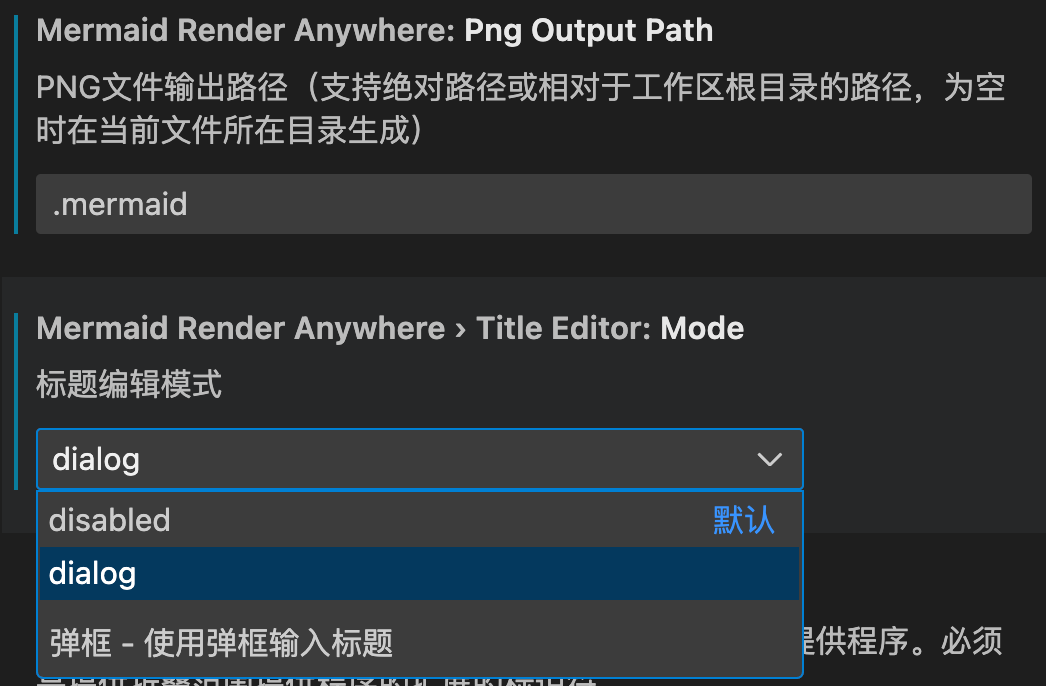 Mermaid Render Anywhere: Png Output Path
PNG文件输出路径（支持绝对路径或相对于工作区根目录的路径，为空
时在当前文件所在目录生成）
.mermaid
Mermaid Render Anywhere › Title Editor: Mode
标题编辑模式
dialog
disabled 默认
dialog
弹框 - 使用弹框输入标题
提供程序。必须